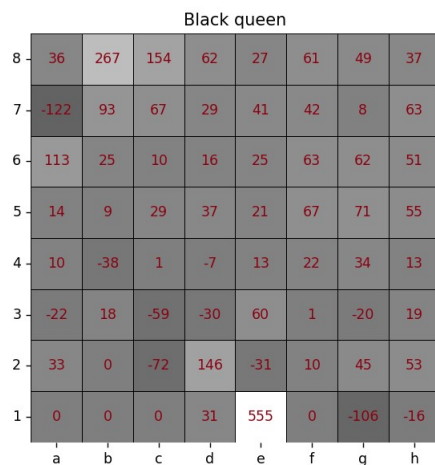 Black queen
8 36 267 154 62 27 61 49 37
7 -122 93 67 29 41 42 8 63
6 113 25 10 16 25 63 62 51
5 14 9 29 37 21 67 71 55
4 10 -38 1 -7 13 22 34 13
3 -22 18 -59 -30 60 1 -20 19
2 33 0 -72 146 -31 10 45 53
1 0 0 0 31 555 0 -106 -16
a b c d e f g h